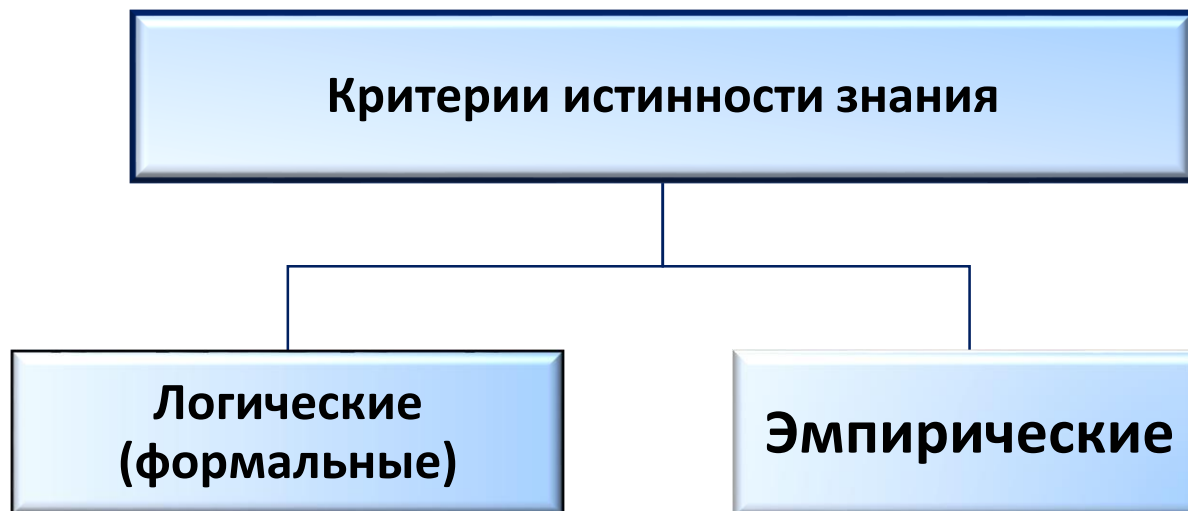 Критерии истинности знания
Логические
(формальные)
Эмпирические